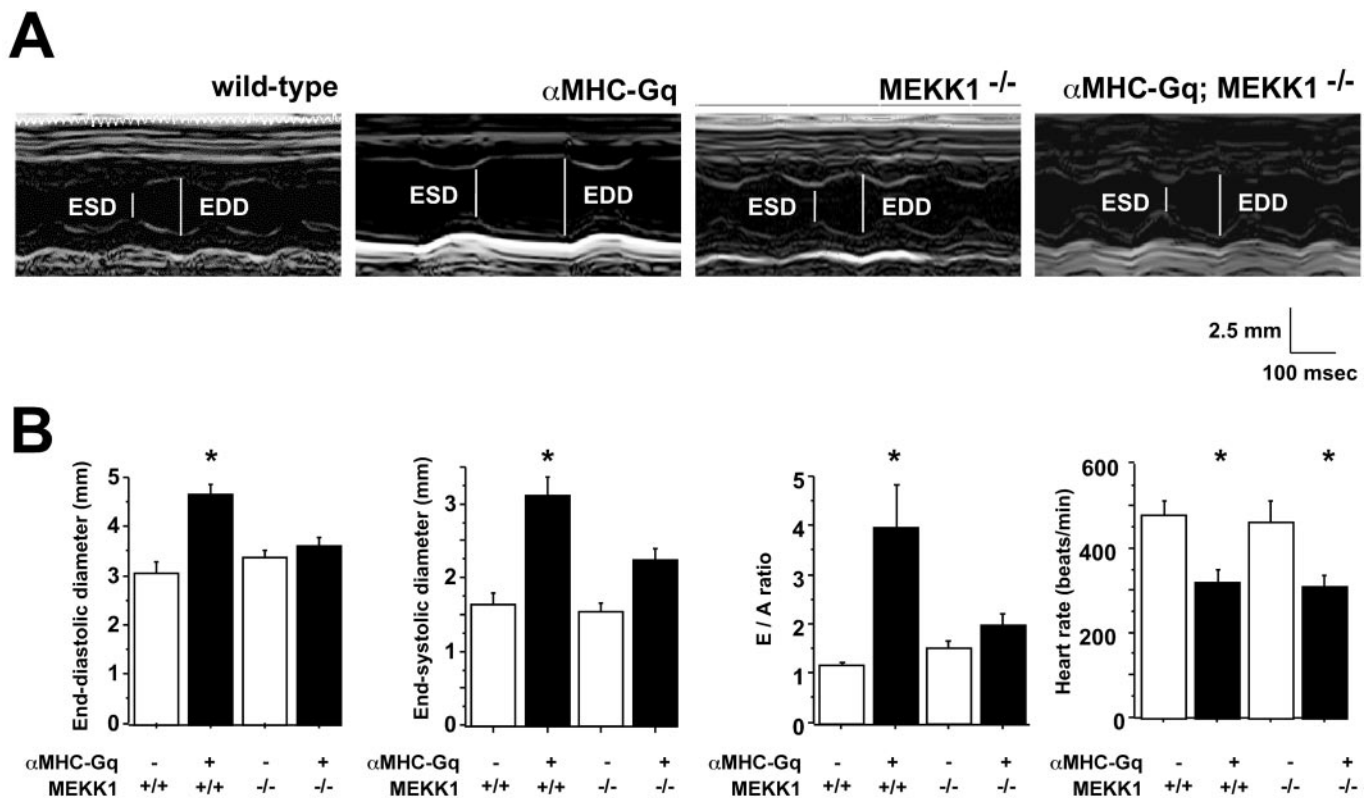 A
wild-type
αMHC-Gq
MEKK1 -/-
αMHC-Gq; MEKK1 -/-
ESD EDD
ESD EDD
ESD EDD
ESD EDD
2.5 mm
100 msec
B
End-diastolic diameter (mm)
5
4
3
2
1
0
*
End-systolic diameter (mm)
3
2
1
0
*
E / A ratio
5
4
3
2
1
0
*
Heart rate (beats/min)
600
400
200
0
* *
αMHC-Gq - + - +
MEKK1 +/+ +/+ -/- -/-
αMHC-Gq - + - +
MEKK1 +/+ +/+ -/- -/-
αMHC-Gq - + - +
MEKK1 +/+ +/+ -/- -/-
αMHC-Gq - + - +
MEKK1 +/+ +/+ -/- -/-